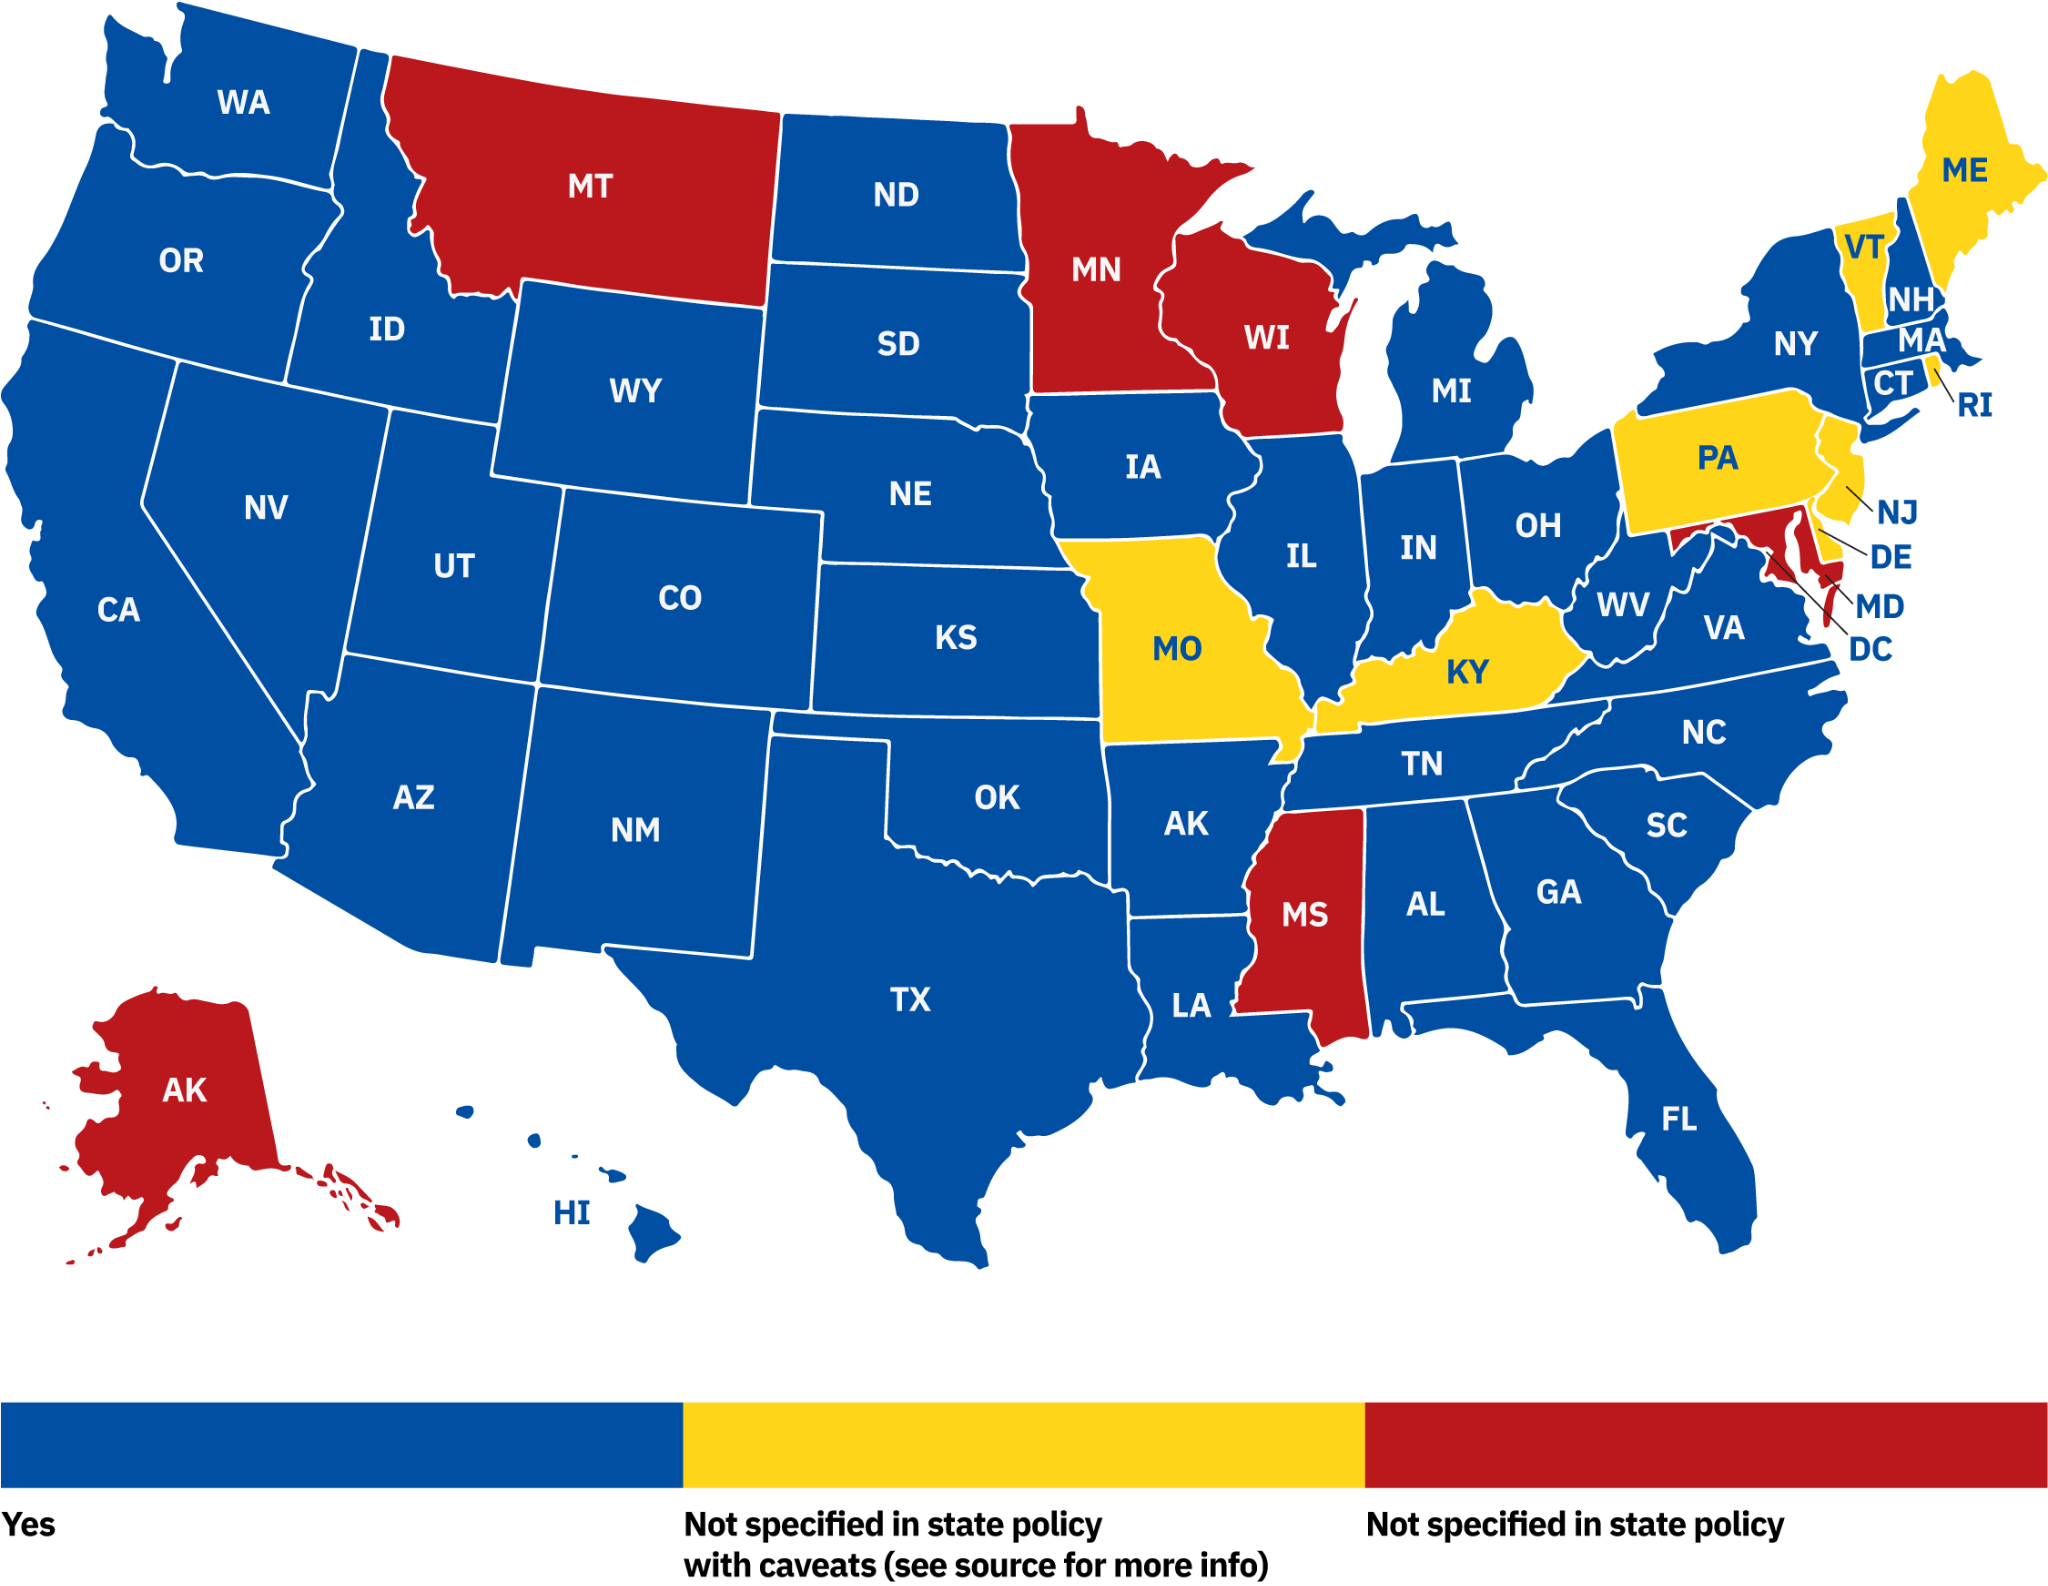 WA
MT
ND
MN
ME
OR
VT
ID
SD
WI
NH
NY
MA
WY
MI
CT
RI
IA
PA
NE
NV
NJ
OH
IN
IL
DE
UT
CO
CA
WV
MD
VA
KS
MO
DC
KY
NC
TN
AZ
OK
NM
AK
SC
GA
AL
MS
TX
LA
AK
FL
HI
Yes
Not specified in state policy
with caveats (see source for more info)
Not specified in state policy